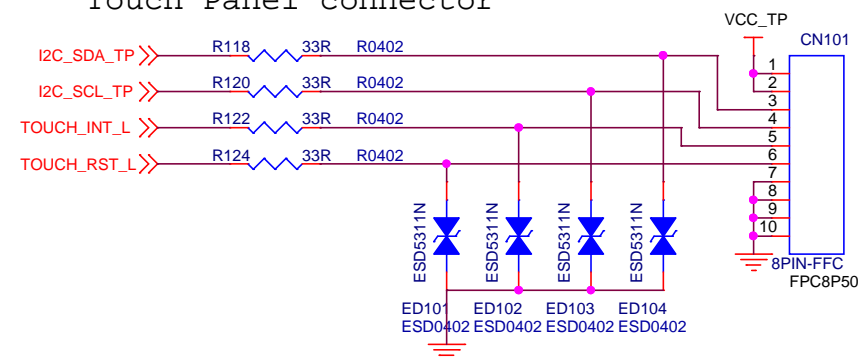 Touch Panel connector
VCC_TP
CN101
I2C_SDA_TP R118 33R R0402
I2C_SCL_TP R120 33R R0402
TOUCH_INT_L R122 33R R0402
TOUCH_RST_L R124 33R R0402
1
2
3
4
5
6
7
8
9
10
ESD5311N ESD5311N ESD5311N ESD5311N
8PIN-FFC
FPC8P50
ED101 ED102 ED103 ED104
ESD0402 ESD0402 ESD0402 ESD0402